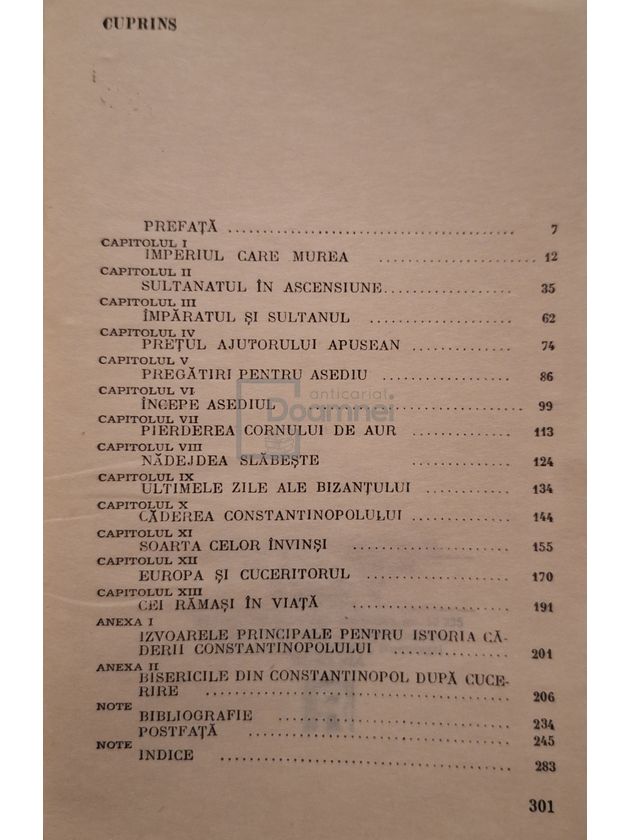 CUPRINS
PREFAȚĂ .......... 7
CAPITOLUL I
IMPERIUL CARE MUREA .......... 12
CAPITOLUL II
SULTANATUL ÎN ASCENSIUNE .......... 35
CAPITOLUL III
ÎMPĂRATUL ȘI SULTANUL .......... 62
CAPITOLUL IV
PREȚUL AJUTORULUI APUSEAN .......... 74
CAPITOLUL V
PREGĂTIRI PENTRU ASEDIU .......... 86
CAPITOLUL VI
ÎNCEPE ASEDIUL .......... 99
CAPITOLUL VII
PIERDEREA CORNULUI DE AUR .......... 113
CAPITOLUL VIII
NĂDEJDEA SLĂBEȘTE .......... 124
CAPITOLUL IX
ULTIMELE ZILE ALE BIZANȚULUI .......... 134
CAPITOLUL X
CĂDEREA CONSTANTINOPOLULUI .......... 144
CAPITOLUL XI
SOARTA CELOR ÎNVINȘI .......... 155
CAPITOLUL XII
EUROPA ȘI CUCERITORUL .......... 170
CAPITOLUL XIII
CEI RĂMAȘI ÎN VIAȚĂ .......... 191
ANEXA I
IZVOARELE PRINCIPALE PENTRU ISTORIA CĂ-
DERII CONSTANTINOPOLULUI .......... 201
ANEXA II
BISERICILE DIN CONSTANTINOPOL DUPĂ CUCE-
RIRE .......... 206
NOTE
BIBLIOGRAFIE .......... 234
POSTFAȚĂ .......... 245
NOTE
INDICE .......... 283
301
anticariat
Doamnei